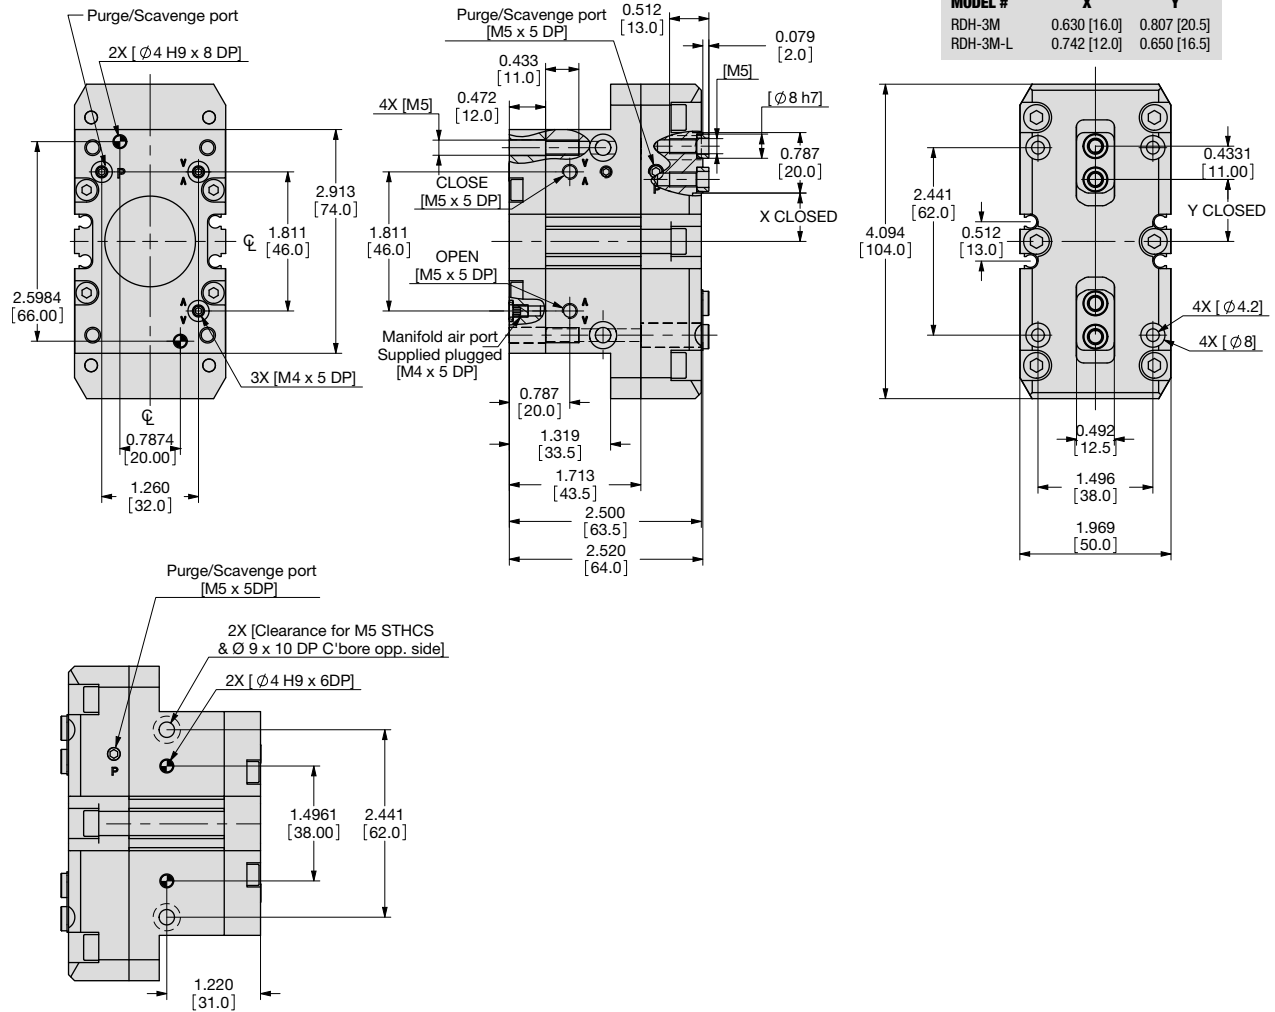 Purge/Scavenge port
2X [∅4 H9 x 8 DP]
P
V
Λ
2.913
[74.0]
1.811
[46.0]
℄
2.5984
[66.00]
Λ
V
3X [M4 x 5 DP]
℄
0.7874
[20.00]
1.260
[32.0]
Purge/Scavenge port
[M5 x 5 DP]
0.512
[13.0]
0.079
[2.0]
0.433
[11.0]
[M5]
4X [M5]
0.472
[12.0]
[∅8 h7]
0.787
[20.0]
CLOSE
[M5 x 5 DP]
V
Λ
P
X CLOSED
1.811
[46.0]
OPEN
[M5 x 5 DP]
Λ
V
Manifold air port
Supplied plugged
[M4 x 5 DP]
0.787
[20.0]
1.319
[33.5]
1.713
[43.5]
2.500
[63.5]
2.520
[64.0]
MODEL # X Y
RDH-3M 0.630 [16.0] 0.807 [20.5]
RDH-3M-L 0.742 [12.0] 0.650 [16.5]
0.4331
[11.00]
2.441
[62.0]
Y CLOSED
4.094
[104.0]
0.512
[13.0]
4X [∅4.2]
4X [∅8]
0.492
[12.5]
1.496
[38.0]
1.969
[50.0]
Purge/Scavenge port
[M5 x 5DP]
2X [Clearance for M5 STHCS
& Ø 9 x 10 DP C'bore opp. side]
2X [∅4 H9 x 6DP]
P
1.4961
[38.00]
2.441
[62.0]
1.220
[31.0]